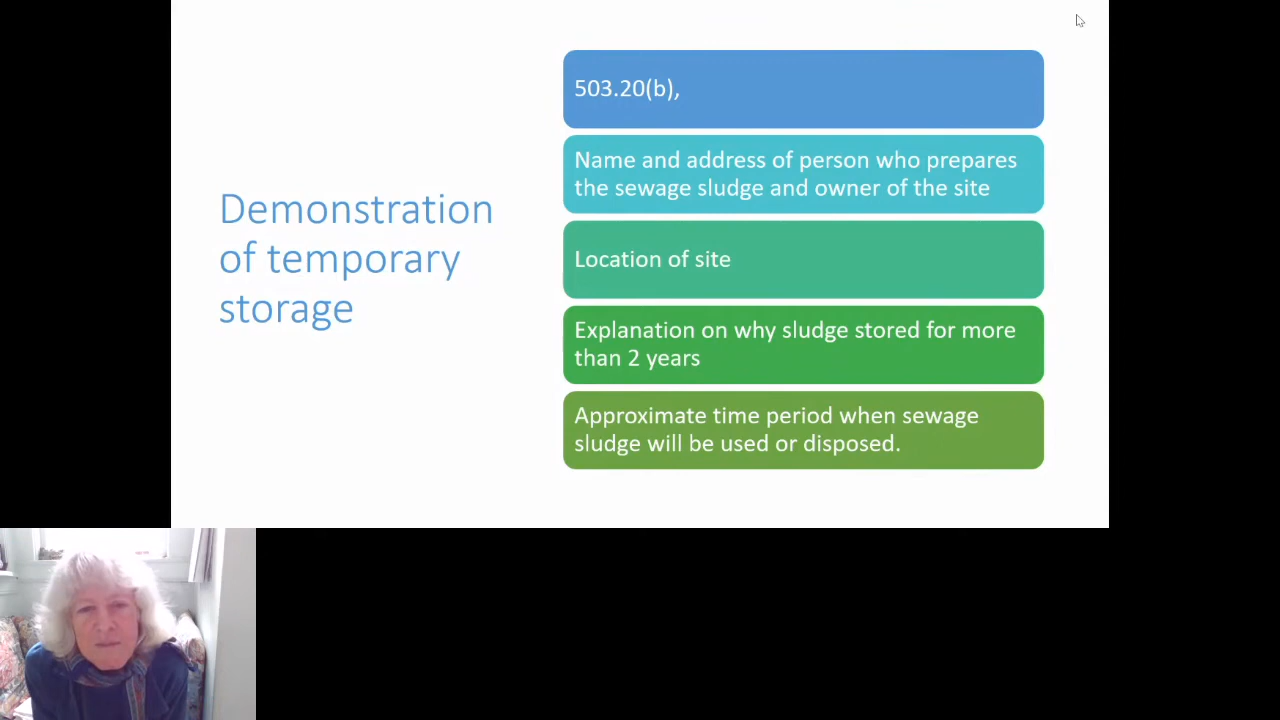 Demonstration
of temporary
storage
503.20(b),
Name and address of person who prepares
the sewage sludge and owner of the site
Location of site
Explanation on why sludge stored for more
than 2 years
Approximate time period when sewage
sludge will be used or disposed.